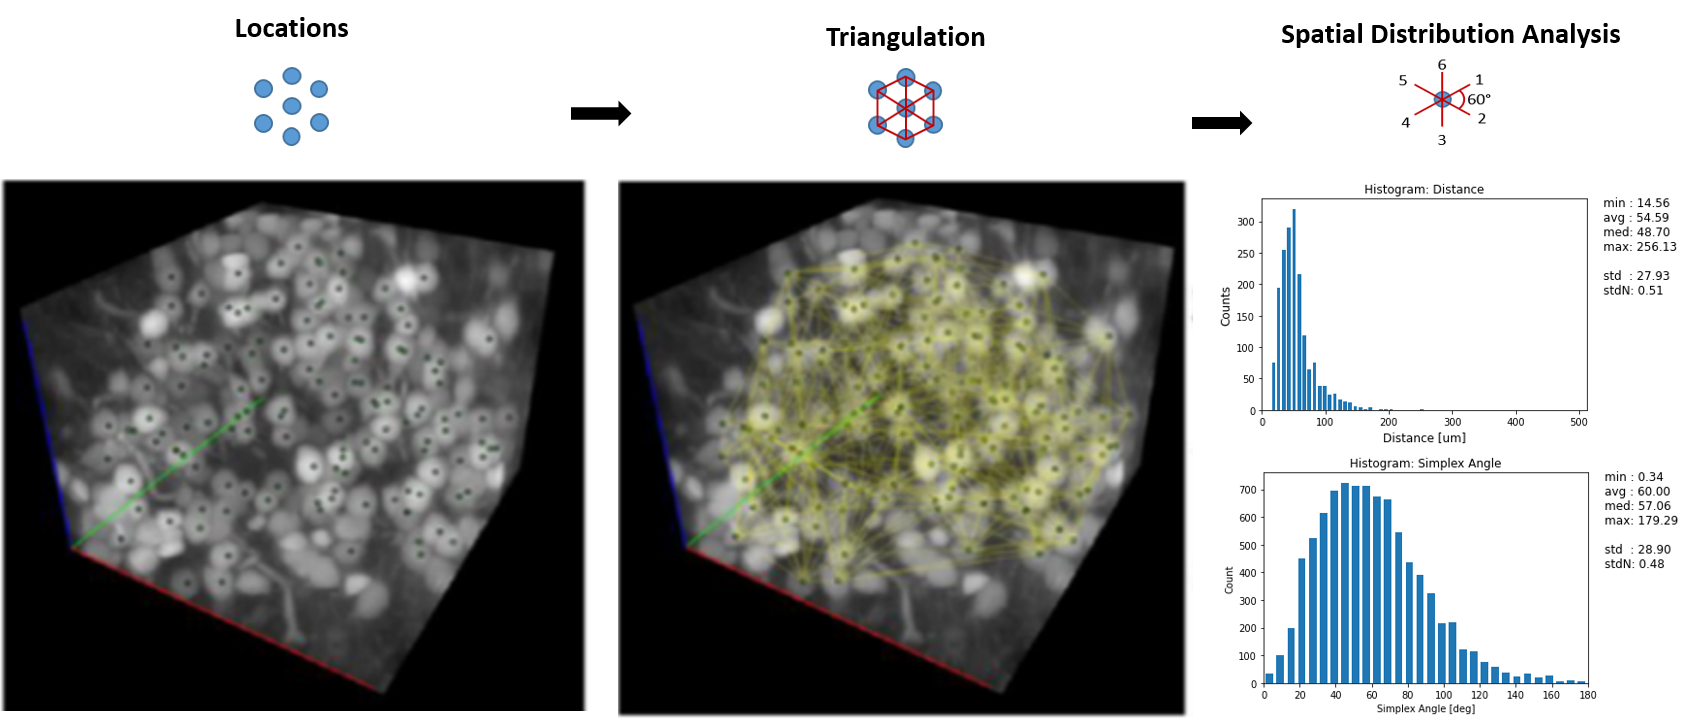 Locations
Triangulation
Spatial Distribution Analysis
6
5
1
60°
4
2
3
Histogram: Distance
Counts
300
250
200
150
100
50
0
0 100 200 300 400 500
Distance [um]
min : 14.56
avg : 54.59
med: 48.70
max: 256.13
std : 27.93
stdN: 0.51
Histogram: Simplex Angle
Count
700
600
500
400
300
200
100
0
0 20 40 60 80 100 120 140 160 180
Simplex Angle [deg]
min : 0.34
avg : 60.00
med: 57.06
max: 179.29
std : 28.90
stdN: 0.48